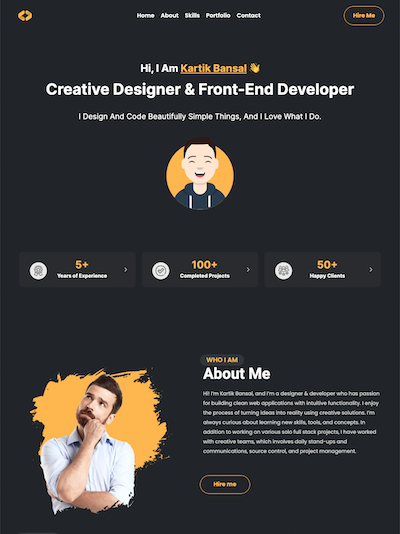 Home About Skills Portfolio Contact Hire Me
Hi, I Am Kartik Bansal 👋
Creative Designer & Front-End Developer
I Design And Code Beautifully Simple Things, And I Love What I Do.
5+
Years of Experience
100+
Completed Projects
50+
Happy Clients
WHO I AM
About Me
Hi! I'm Kartik Bansal, and I'm a designer & developer who has passion
for building clean web applications with intuitive functionality. I enjoy
the process of turning ideas into reality using creative solutions. I'm
always curious about learning new skills, tools, and concepts. In
addition to working on various solo full stack projects, I have worked
with creative teams, which involves daily stand-ups and
communications, source control, and project management.
Hire me